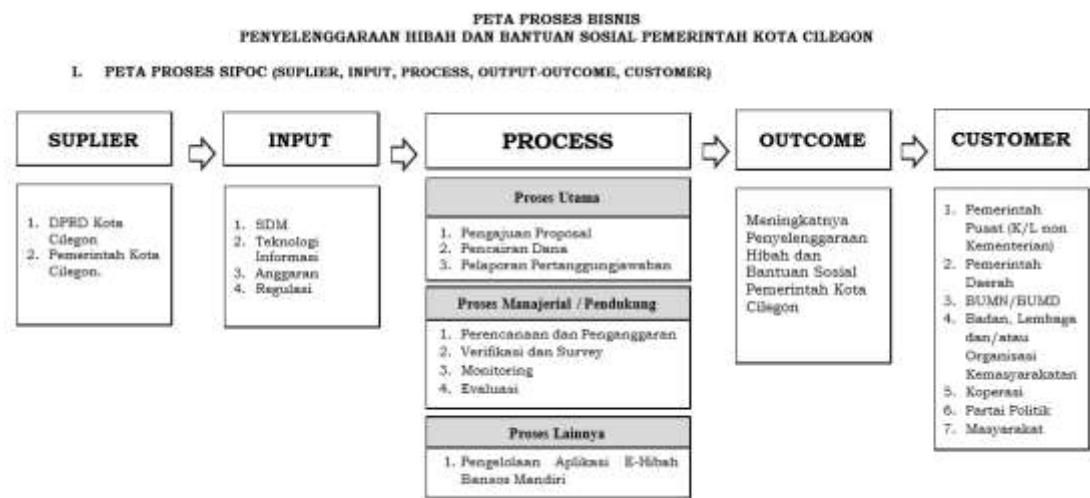 PETA PROSES BISNIS
PENYELENGGARAAN HIBAH DAN BANTUAN SOSIAL PEMERINTAH KOTA CILEGON
I. PETA PROSES SIPOC (SUPLIER, INPUT, PROCESS, OUTPUT-OUTCOME, CUSTOMER)
SUPLIER
1. DPRD Kota
Cilegon
2. Pemerintah Kota
Cilegon.
INPUT
1. SDM
2. Teknologi
Informasi
3. Anggaran
4. Regulasi
PROCESS
Proses Utama
1. Pengajuan Proposal
2. Pencairan Dana
3. Pelaporan Pertanggungjawaban
Proses Manajerial / Pendukung
1. Perencanaan dan Penganggaran
2. Verifikasi dan Survey
3. Monitoring
4. Evaluasi
Proses Lainnya
1. Pengelolaan Aplikasi E-Hibah
Bansos Mandiri
OUTCOME
Meningkatnya
Penyelenggaraan
Hibah dan
Bantuan Sosial
Pemerintah Kota
Cilegon
CUSTOMER
1. Pemerintah
Pusat (K/L non
Kementerian)
2. Pemerintah
Daerah
3. BUMN/BUMD
4. Badan, Lembaga
dan/atau
Organisasi
Kemasyarakatan
5. Koperasi
6. Partai Politik
7. Masyarakat